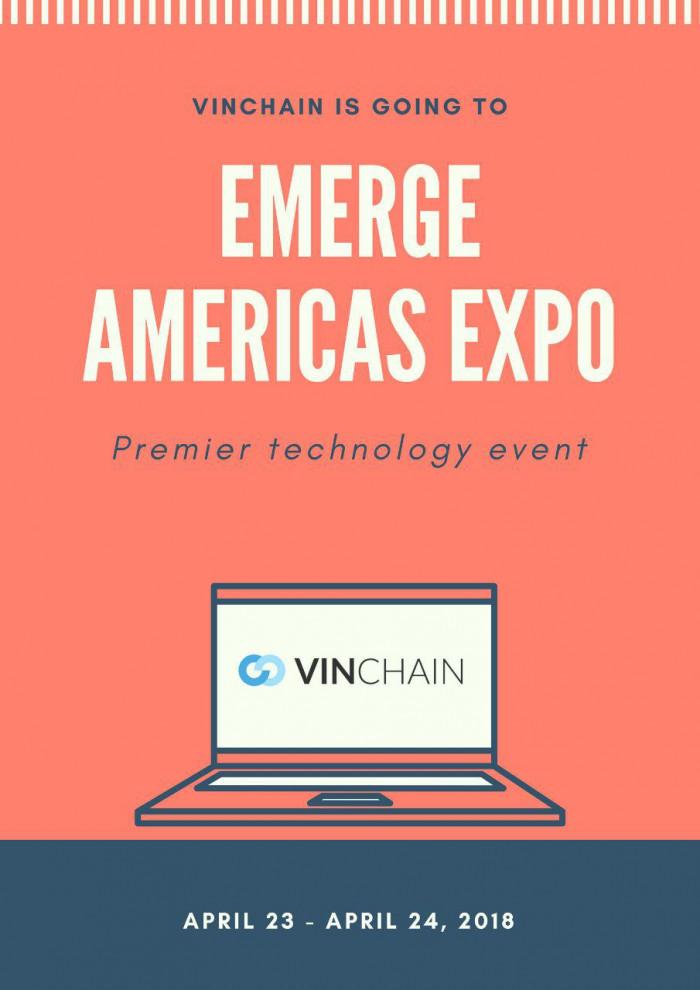 VINCHAIN IS GOING TO
EMERGE
AMERICAS EXPO
Premier technology event
VINCHAIN
APRIL 23 - APRIL 24, 2018